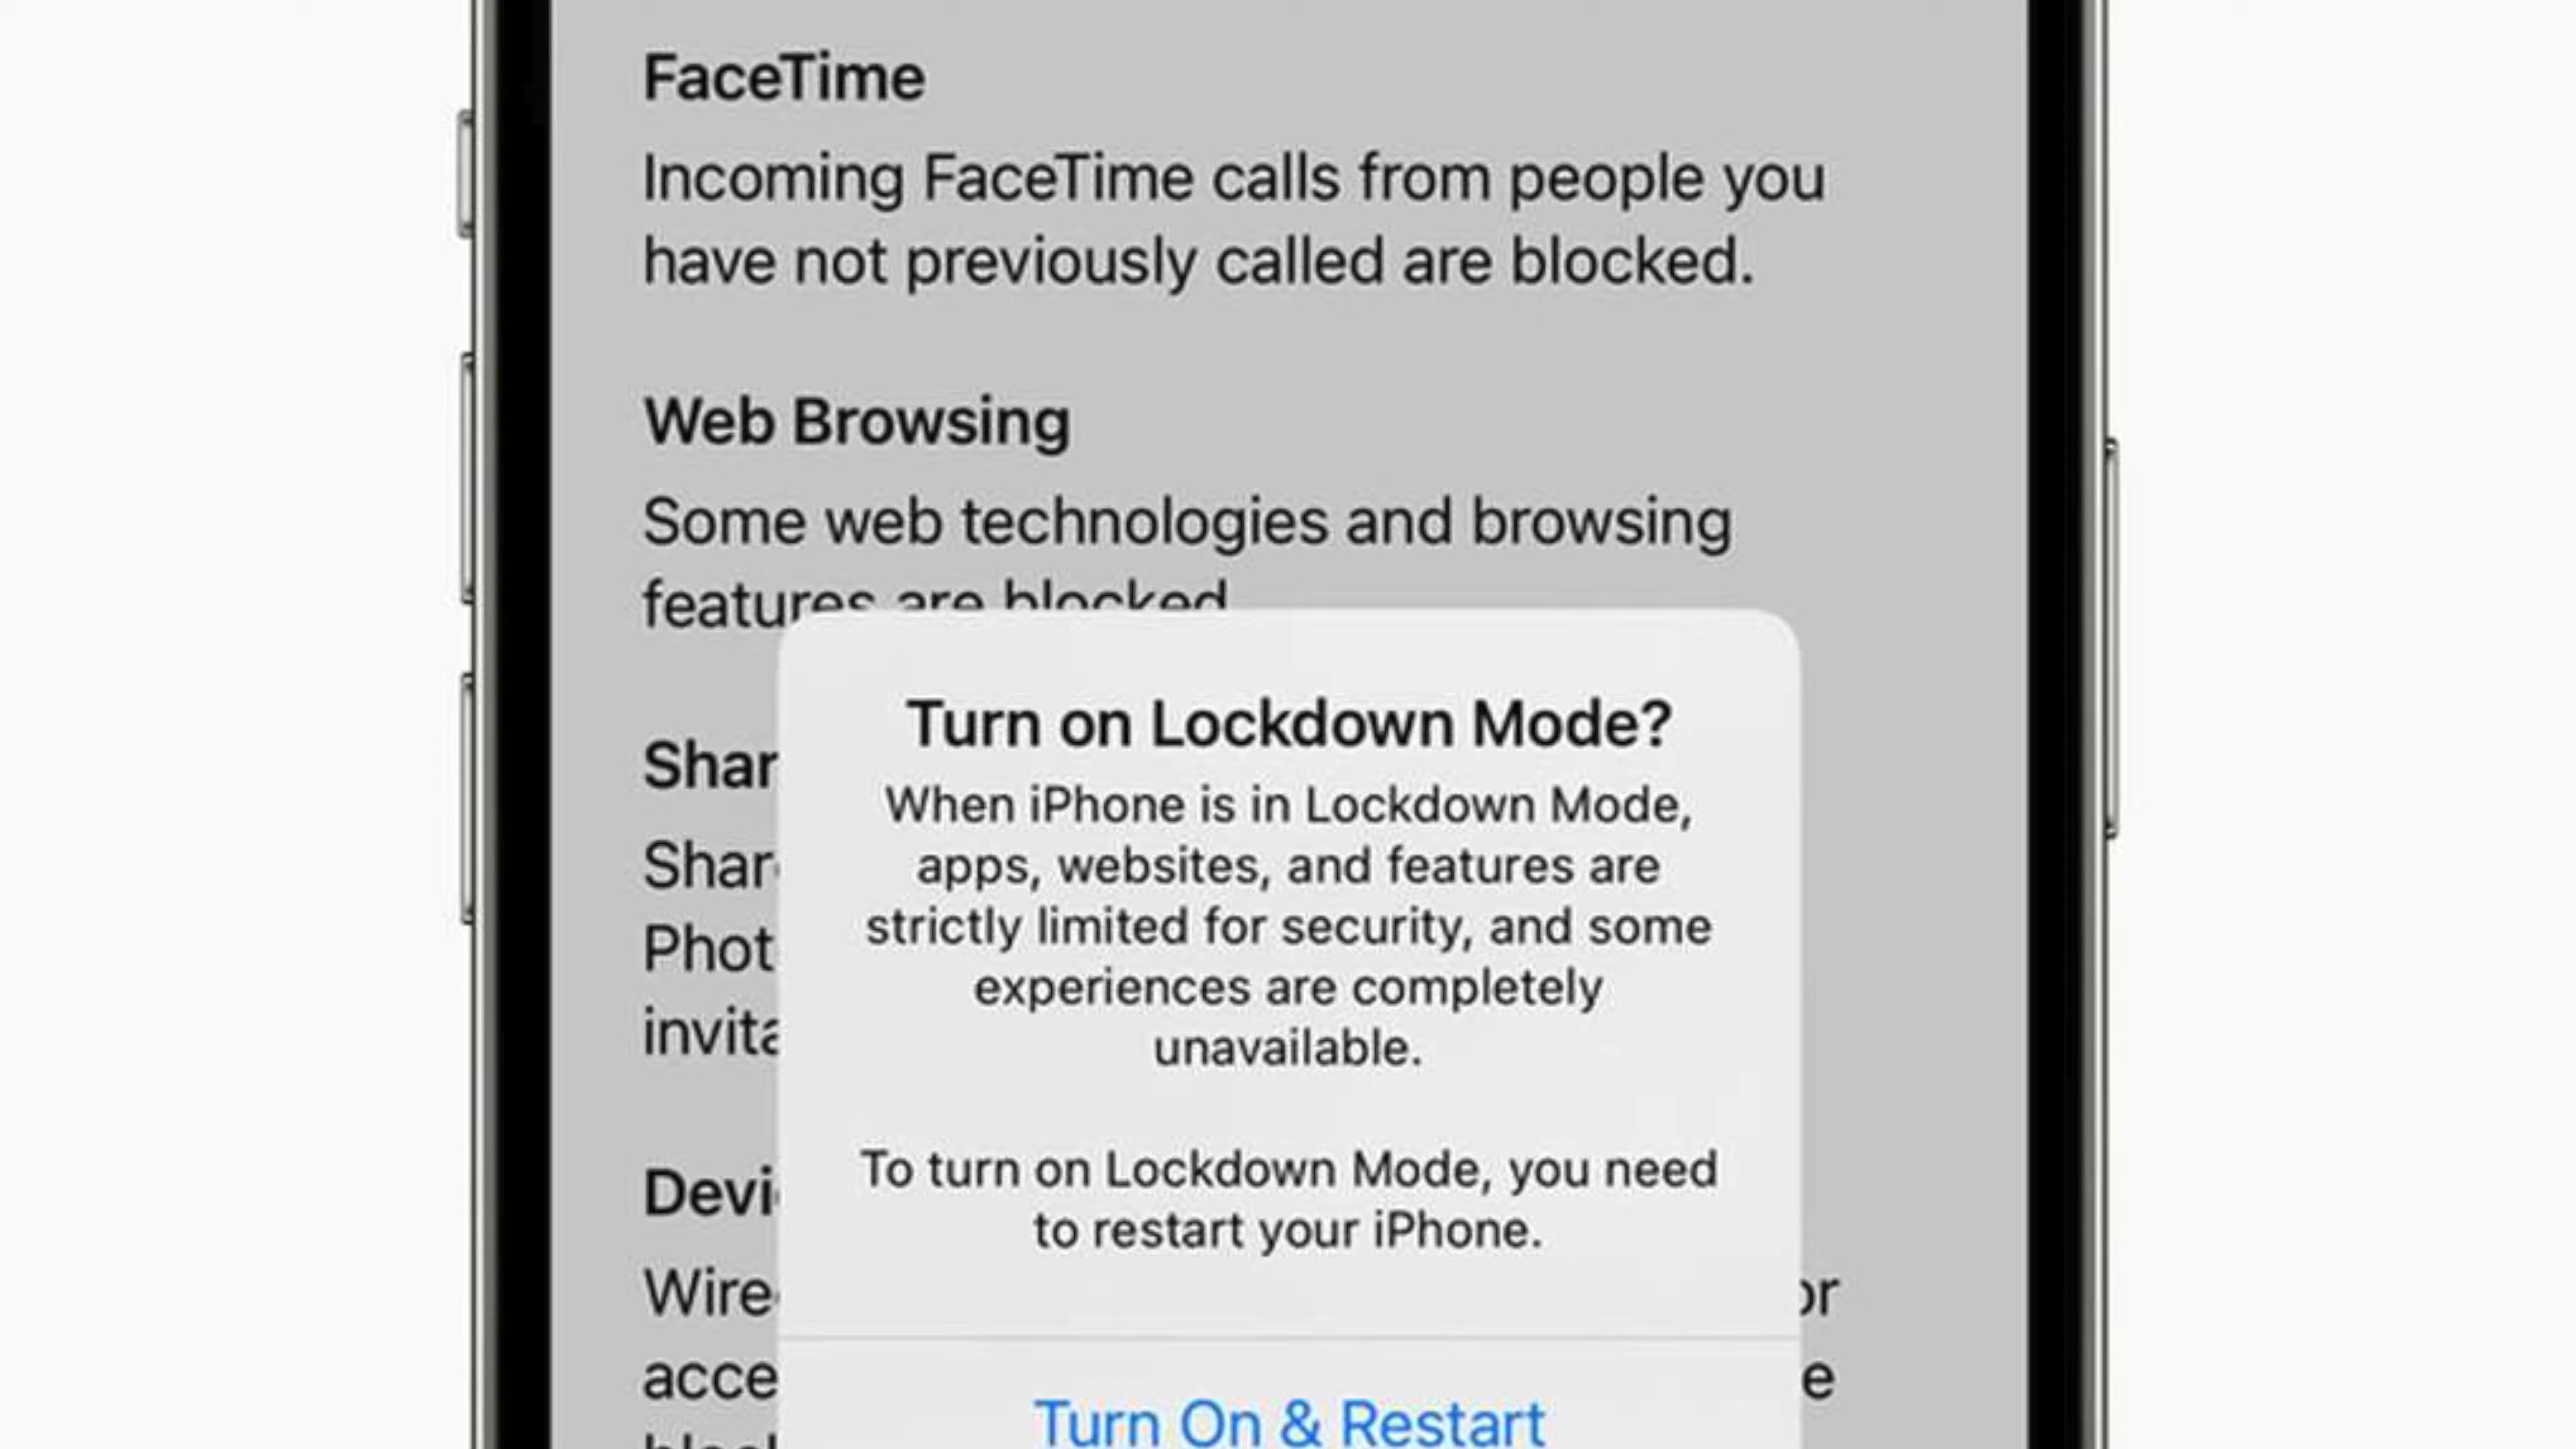 FaceTime
Incoming FaceTime calls from people you
have not previously called are blocked.
Web Browsing
Some web technologies and browsing
features are blocked
Turn on Lockdown Mode?
When iPhone is in Lockdown Mode,
apps, websites, and features are
strictly limited for security, and some
experiences are completely
unavailable.
To turn on Lockdown Mode, you need
to restart your iPhone.
Turn On & Restart